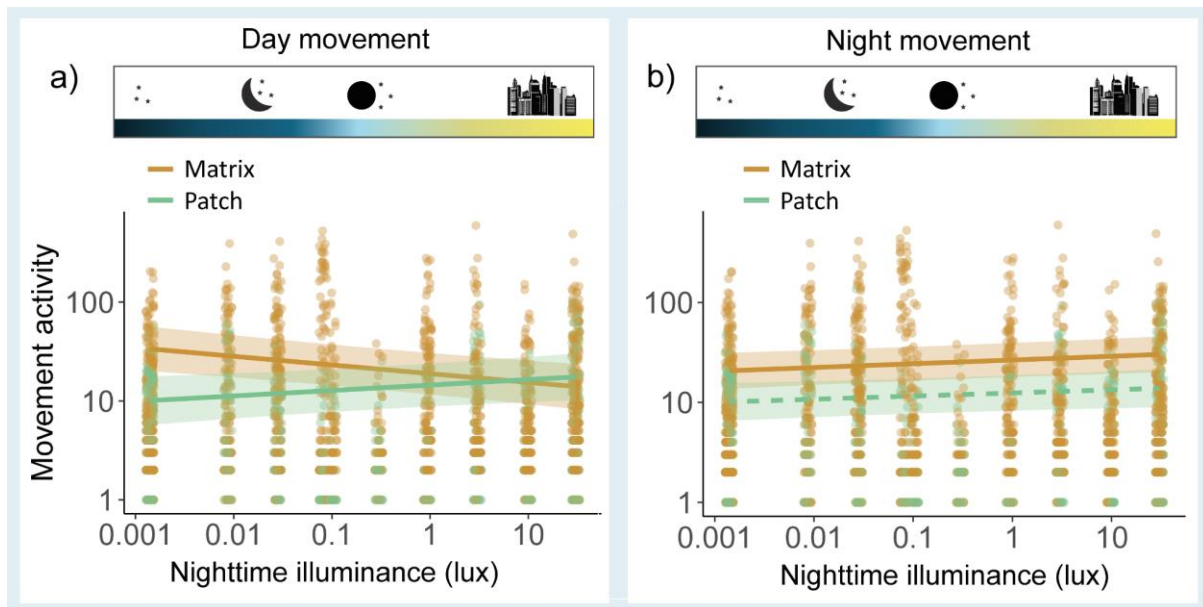 Day movement
a)
Matrix
Patch
Movement activity
100
10
1
0.001 0.01 0.1 1 10
Nighttime illuminance (lux)
Night movement
b)
Matrix
Patch
100
10
1
0.001 0.01 0.1 1 10
Nighttime illuminance (lux)